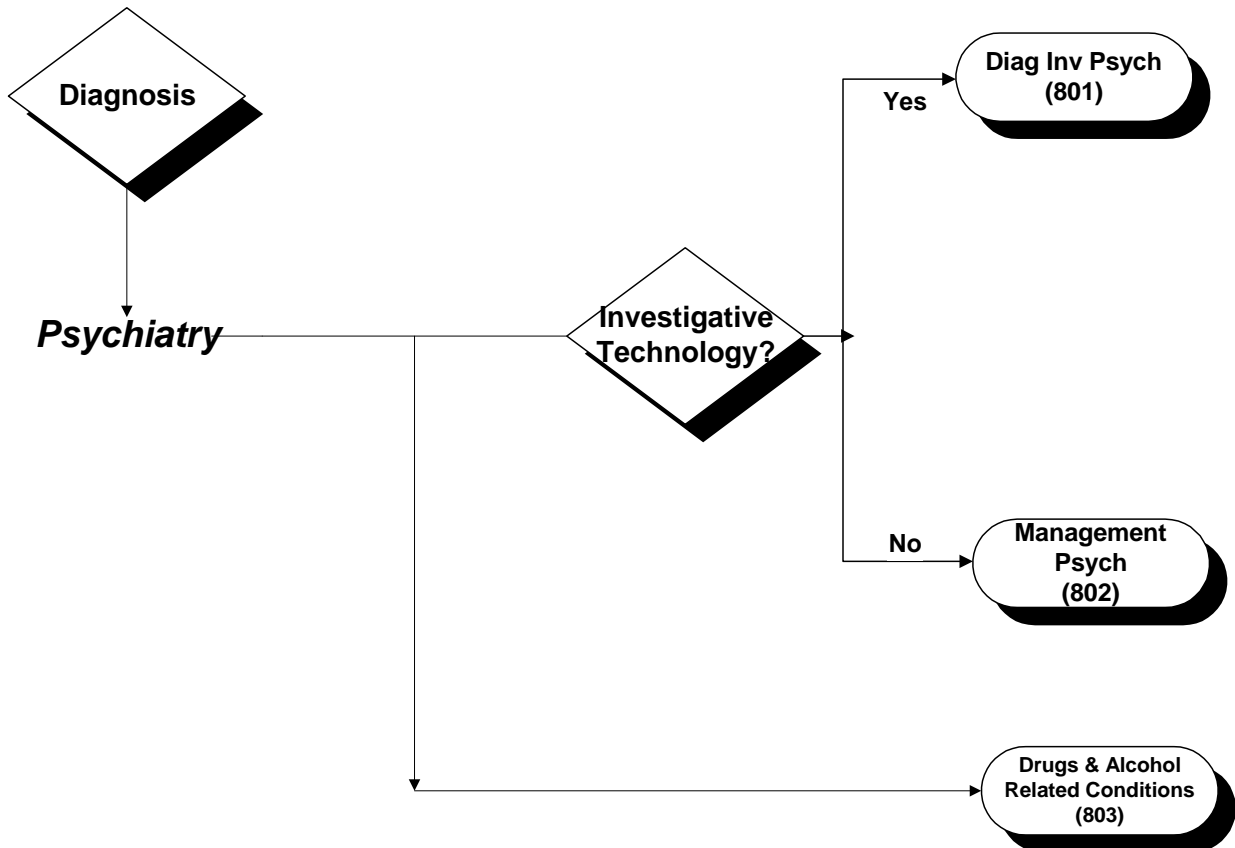 Diagnosis
Diag Inv Psych
(801)
Yes
Psychiatry
Investigative
Technology?
No
Management
Psych
(802)
Drugs & Alcohol
Related Conditions
(803)